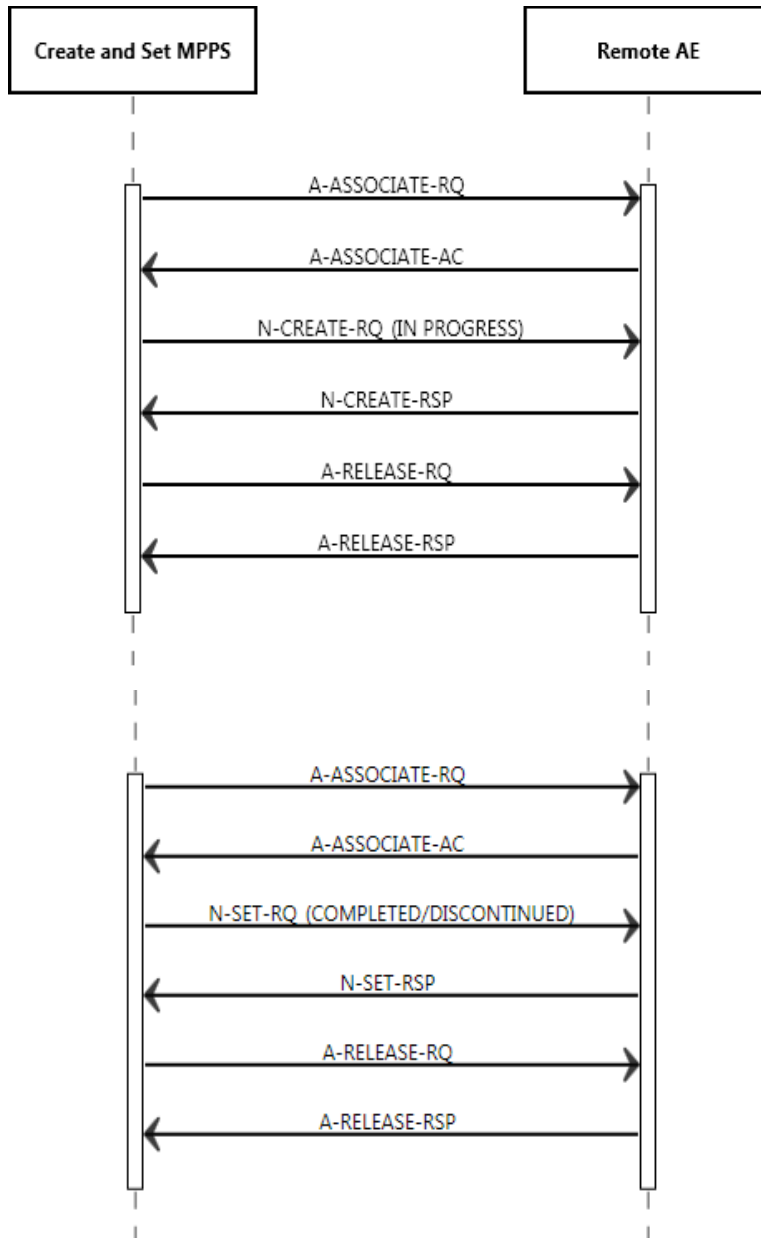 Create and Set MPPS
Remote AE
A-ASSOCIATE-RQ
A-ASSOCIATE-AC
N-CREATE-RQ (IN PROGRESS)
N-CREATE-RSP
A-RELEASE-RQ
A-RELEASE-RSP
A-ASSOCIATE-RQ
A-ASSOCIATE-AC
N-SET-RQ (COMPLETED/DISCONTINUED)
N-SET-RSP
A-RELEASE-RQ
A-RELEASE-RSP